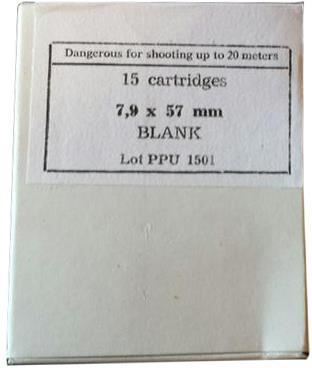 Dangerous for shooting up to 20 meters
15 cartridges
7,9 x 57 mm
BLANK
Lot PPU 1501